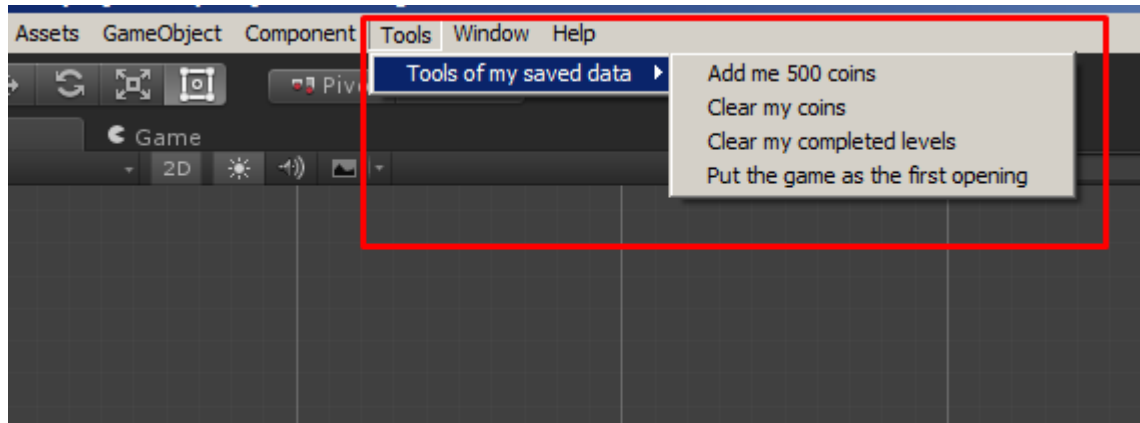 Assets GameObject Component Tools Window Help
Tools of my saved data
Add me 500 coins
Clear my coins
Clear my completed levels
Put the game as the first opening
Game
2D